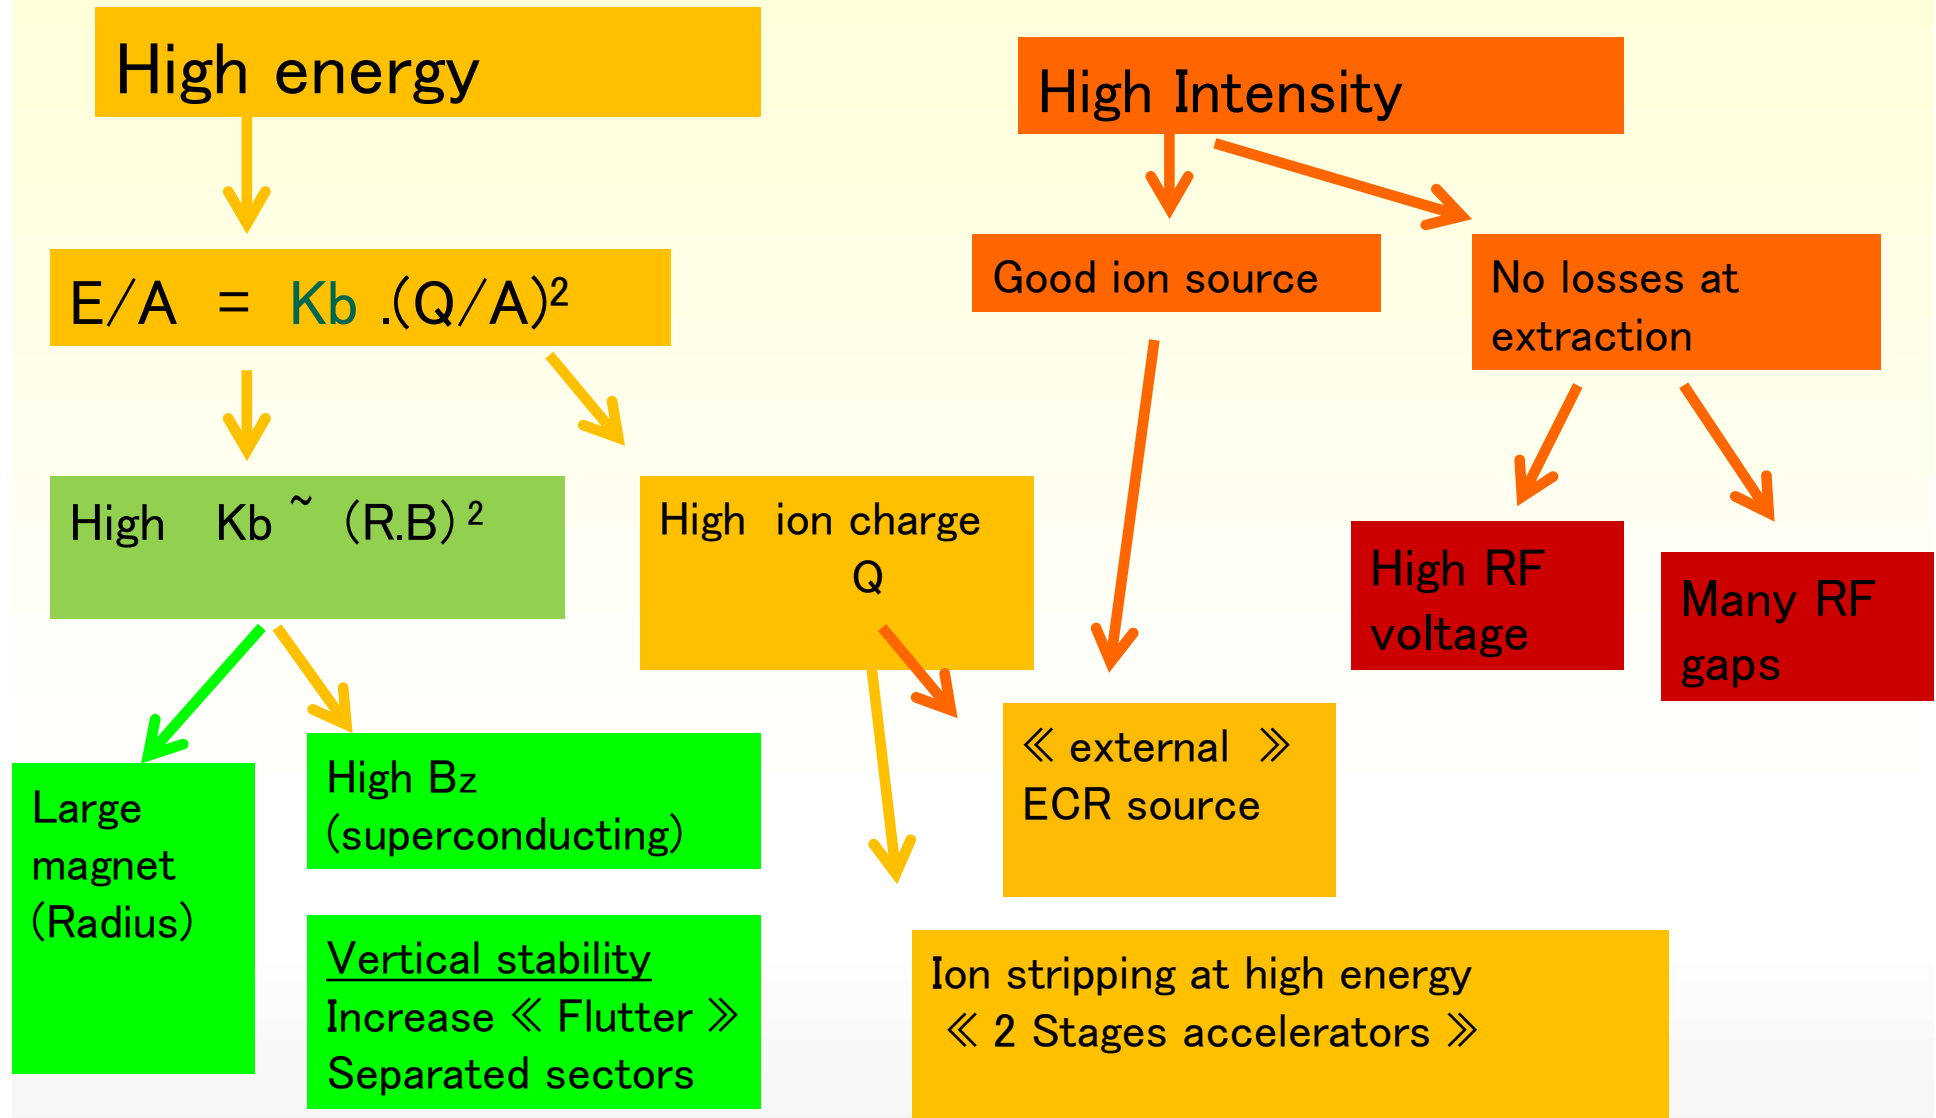 High energy
High Intensity
E/A = Kb .(Q/A)²
Good ion source
No losses at
extraction
High Kb ~ (R.B)²
High ion charge
Q
High RF
voltage
Many RF
gaps
Large
magnet
(Radius)
High Bz
(superconducting)
≪ external ≫
ECR source
Vertical stability
Increase ≪ Flutter ≫
Separated sectors
Ion stripping at high energy
≪ 2 Stages accelerators ≫